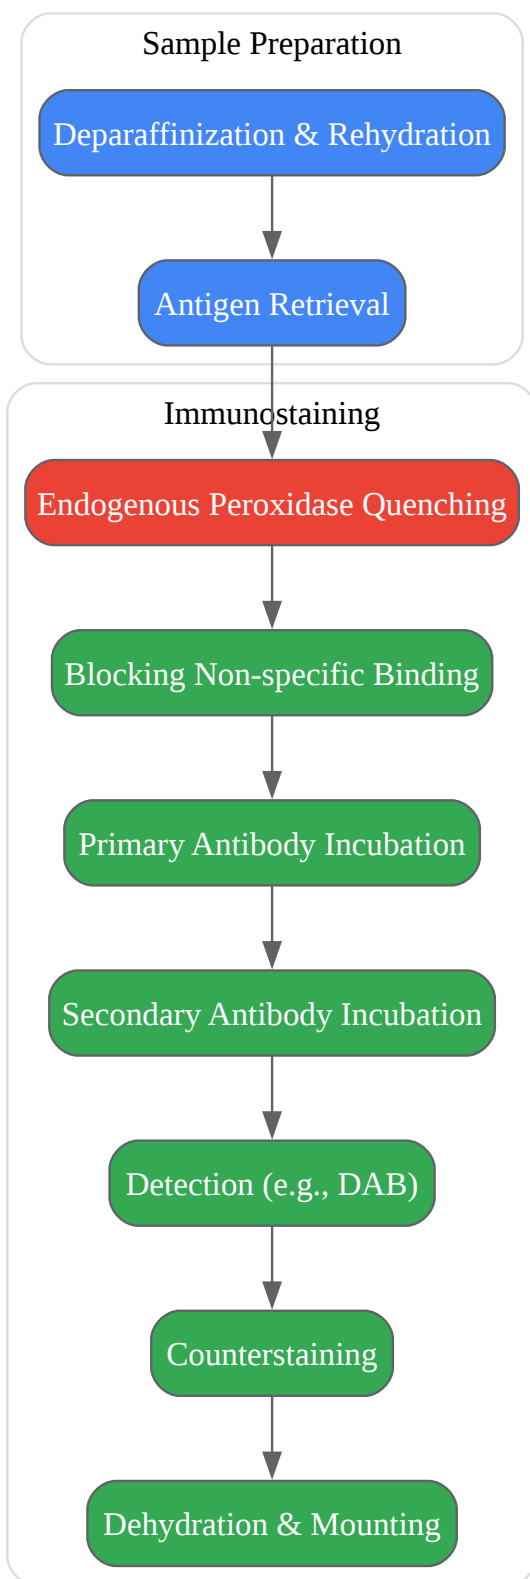 Sample Preparation
Deparaffinization & Rehydration
Antigen Retrieval
Immunostaining
Endogenous Peroxidase Quenching
Blocking Non-specific Binding
Primary Antibody Incubation
Secondary Antibody Incubation
Detection (e.g., DAB)
Counterstaining
Dehydration & Mounting